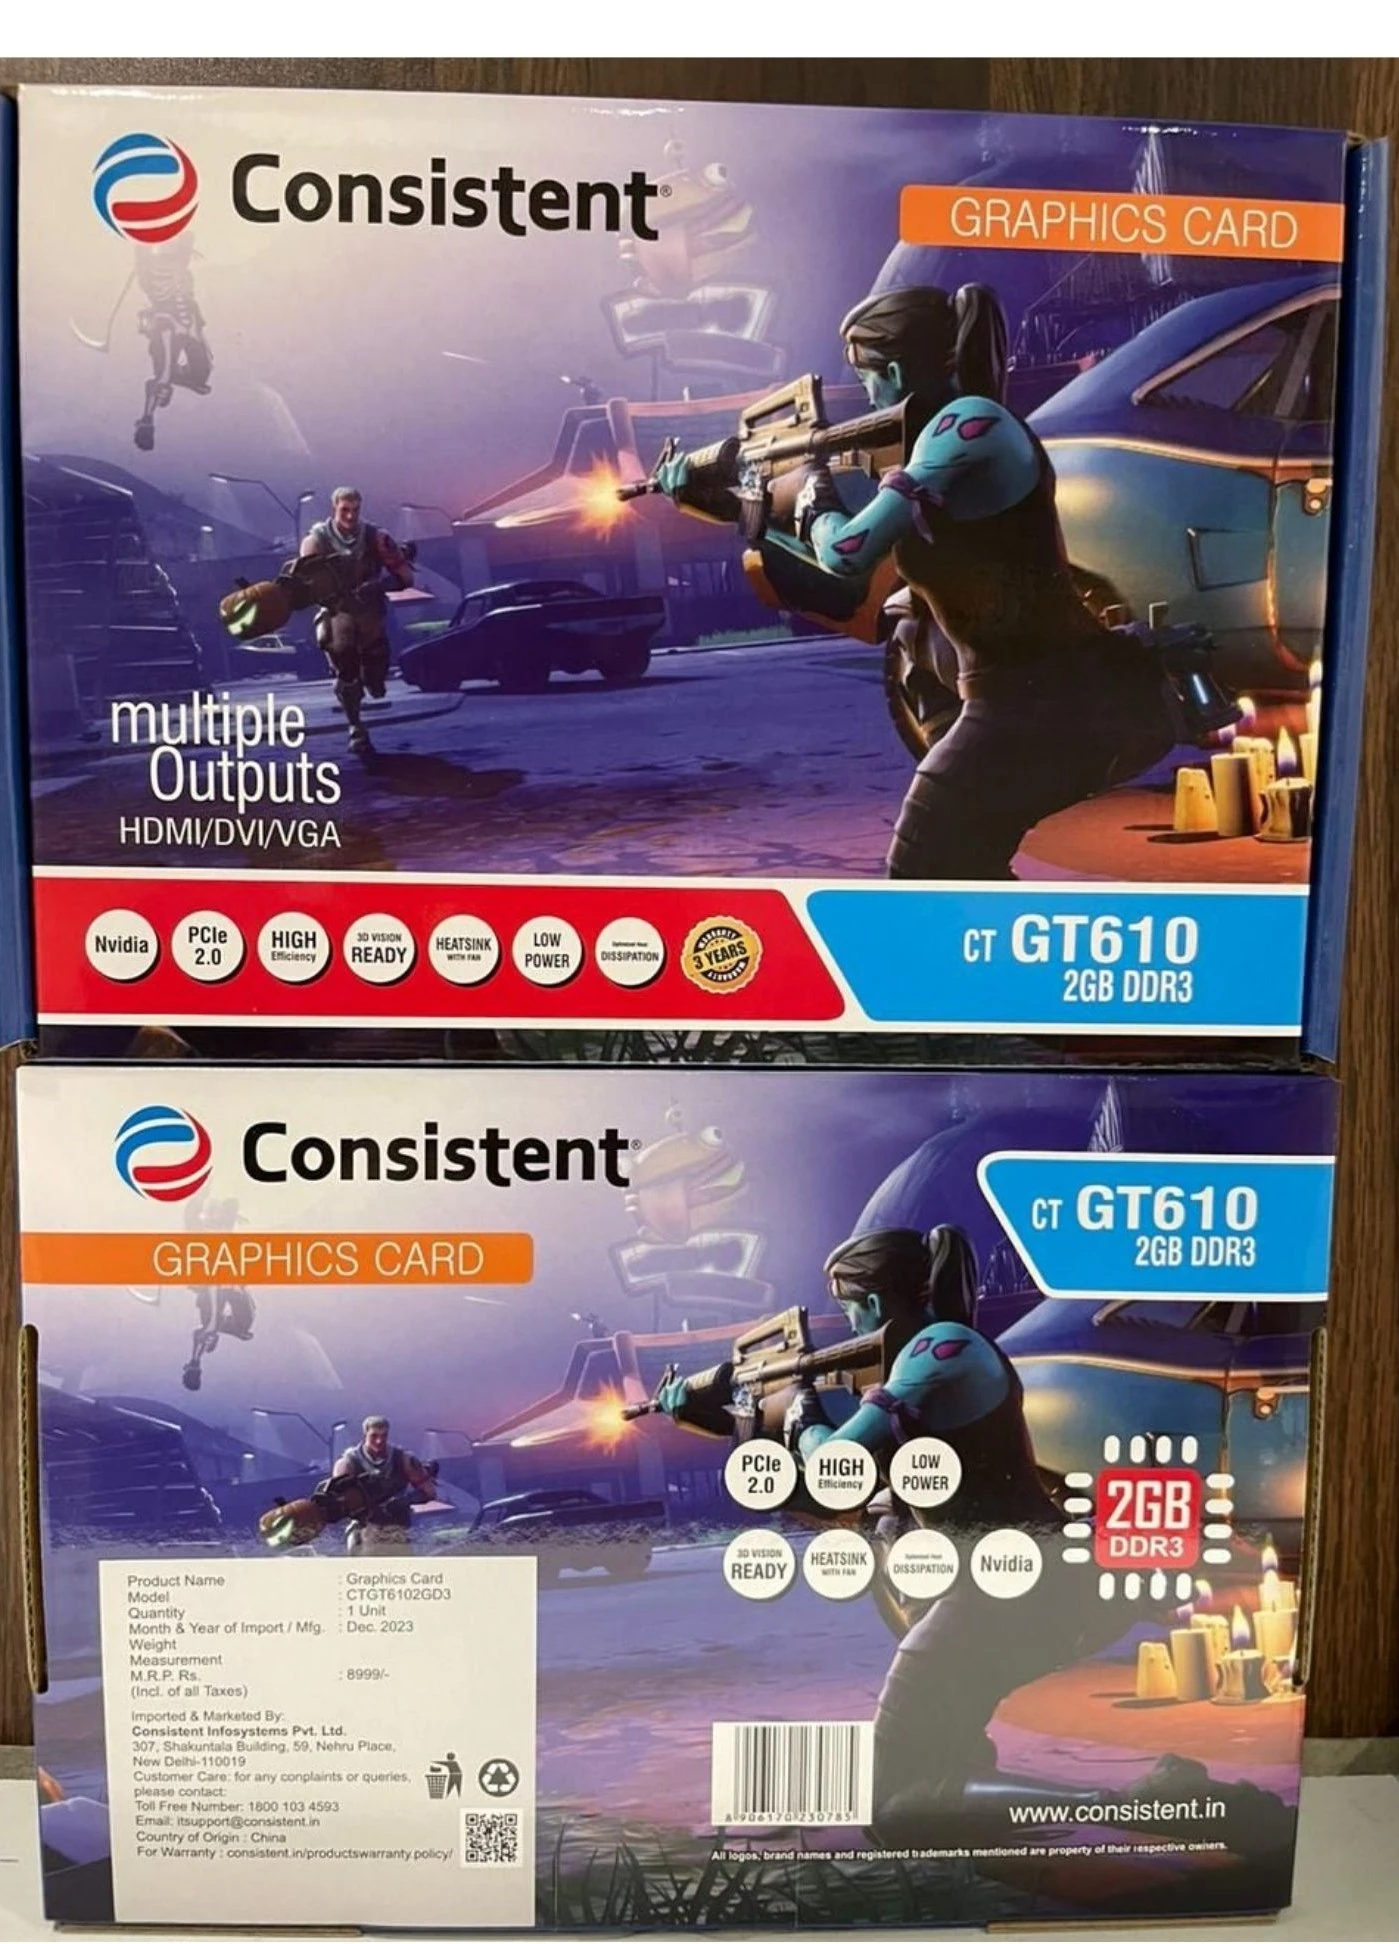 Consistent®
GRAPHICS CARD
multiple
Outputs
HDMI/DVI/VGA
Nvidia
PCIe
2.0
HIGH
Efficiency
3D VISION
READY
HEATSINK
WITH FAN
LOW
POWER
Optimized Heat
DISSIPATION
WARRANTY
3 YEARS
WARRANTY
CT GT610
2GB DDR3
Consistent®
GRAPHICS CARD
CT GT610
2GB DDR3
PCIe
2.0
HIGH
Efficiency
LOW
POWER
3D VISION
READY
HEATSINK
WITH FAN
Optimized Heat
DISSIPATION
Nvidia
2GB
DDR3
Product Name : Graphics Card
Model : CTGT6102GD3
Quantity : 1 Unit
Month & Year of Import / Mfg. : Dec. 2023
Weight
Measurement
M.R.P. Rs. : 8999/-
(Incl. of all Taxes)
Imported & Marketed By:
Consistent Infosystems Pvt. Ltd.
307, Shakuntala Building, 59, Nehru Place,
New Delhi-110019
Customer Care: for any complaints or queries,
please contact:
Toll Free Number: 1800 103 4593
Email: itsupport@consistent.in
Country of Origin : China
For Warranty : consistent.in/productswarranty.policy/
8 906170 230785
www.consistent.in
All logos, brand names and registered trademarks mentioned are property of their respective owners.